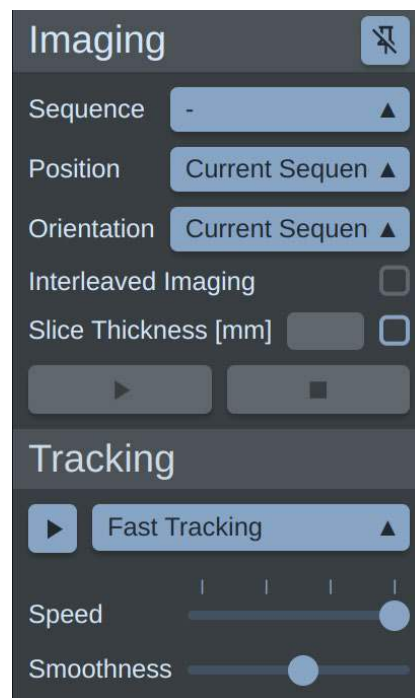 Imaging
Sequence -
Position Current Sequen
Orientation Current Sequen
Interleaved Imaging
Slice Thickness [mm]
Tracking
Fast Tracking
Speed
Smoothness